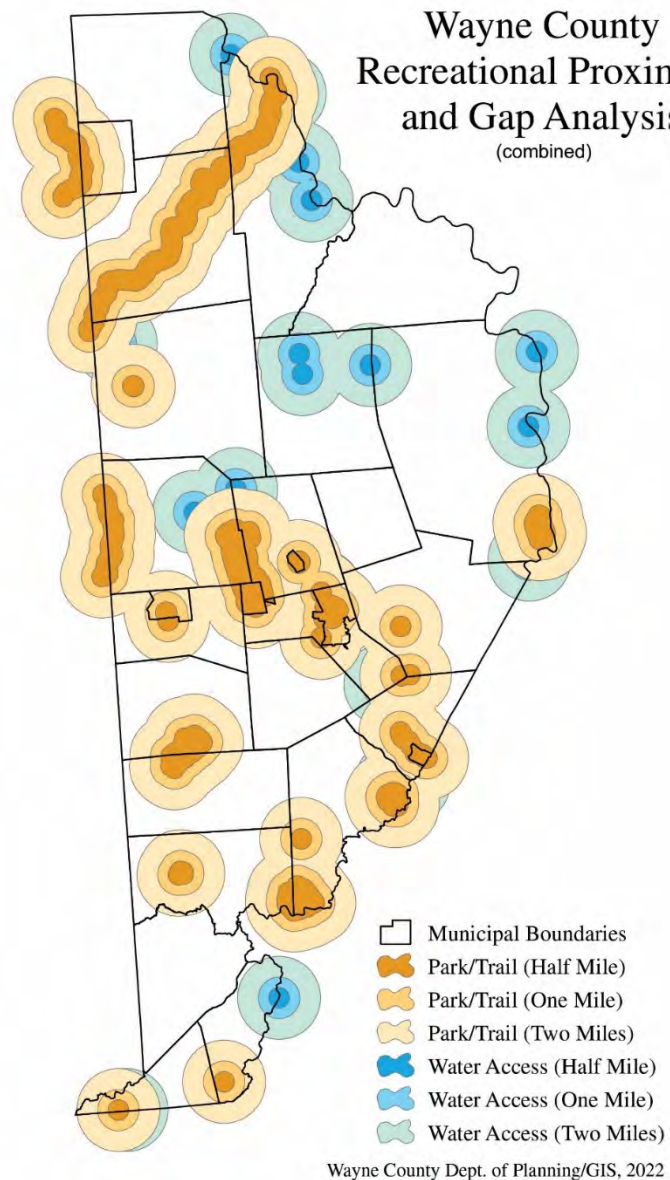 Wayne County
Recreational Proxim
and Gap Analysis
(combined)
Municipal Boundaries
Park/Trail (Half Mile)
Park/Trail (One Mile)
Park/Trail (Two Miles)
Water Access (Half Mile)
Water Access (One Mile)
Water Access (Two Miles)
Wayne County Dept. of Planning/GIS, 2022